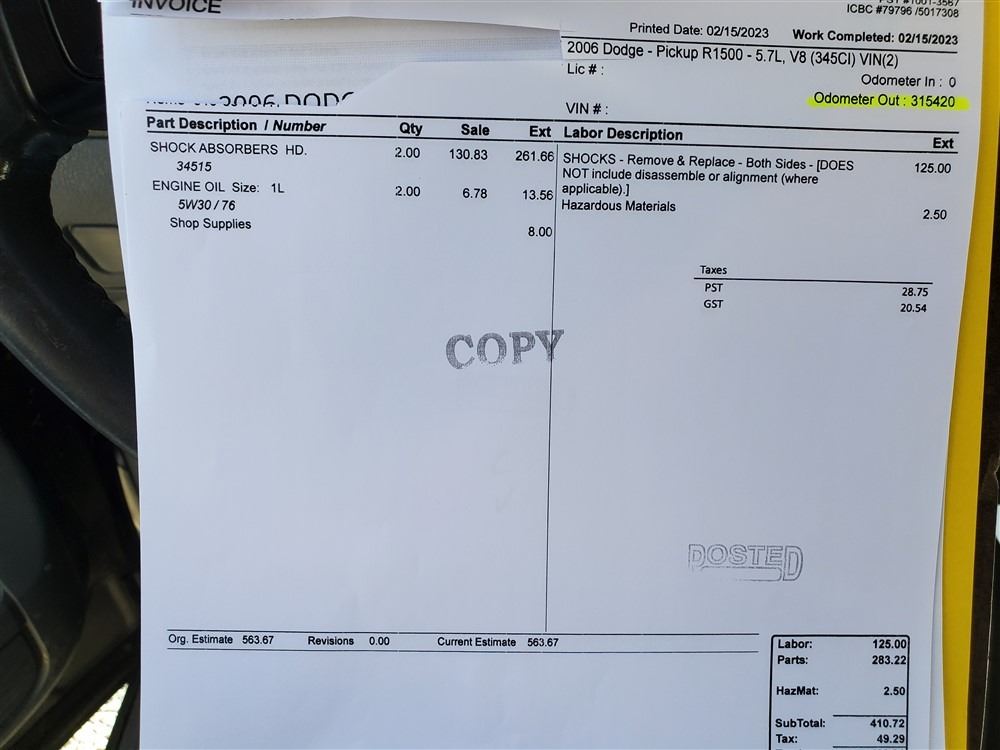 INVOICE
ICBC #79796 /5017308
Printed Date: 02/15/2023 Work Completed: 02/15/2023
2006 Dodge - Pickup R1500 - 5.7L, V8 (345CI) VIN(2)
Lic # :
Odometer In : 0
Odometer Out : 315420
2006 DODG
VIN # :
Part Description / Number Qty Sale Ext Labor Description Ext
SHOCK ABSORBERS HD. 2.00 130.83 261.66
34515
ENGINE OIL Size: 1L 2.00 6.78 13.56
5W30 / 76
Shop Supplies 8.00
SHOCKS - Remove & Replace - Both Sides - [DOES 125.00
NOT include disassemble or alignment (where
applicable).]
Hazardous Materials 2.50
Taxes
PST 28.75
GST 20.54
COPY
POSTED
Org. Estimate 563.67 Revisions 0.00 Current Estimate 563.67
Labor: 125.00
Parts: 283.22
HazMat: 2.50
SubTotal: 410.72
Tax: 49.29